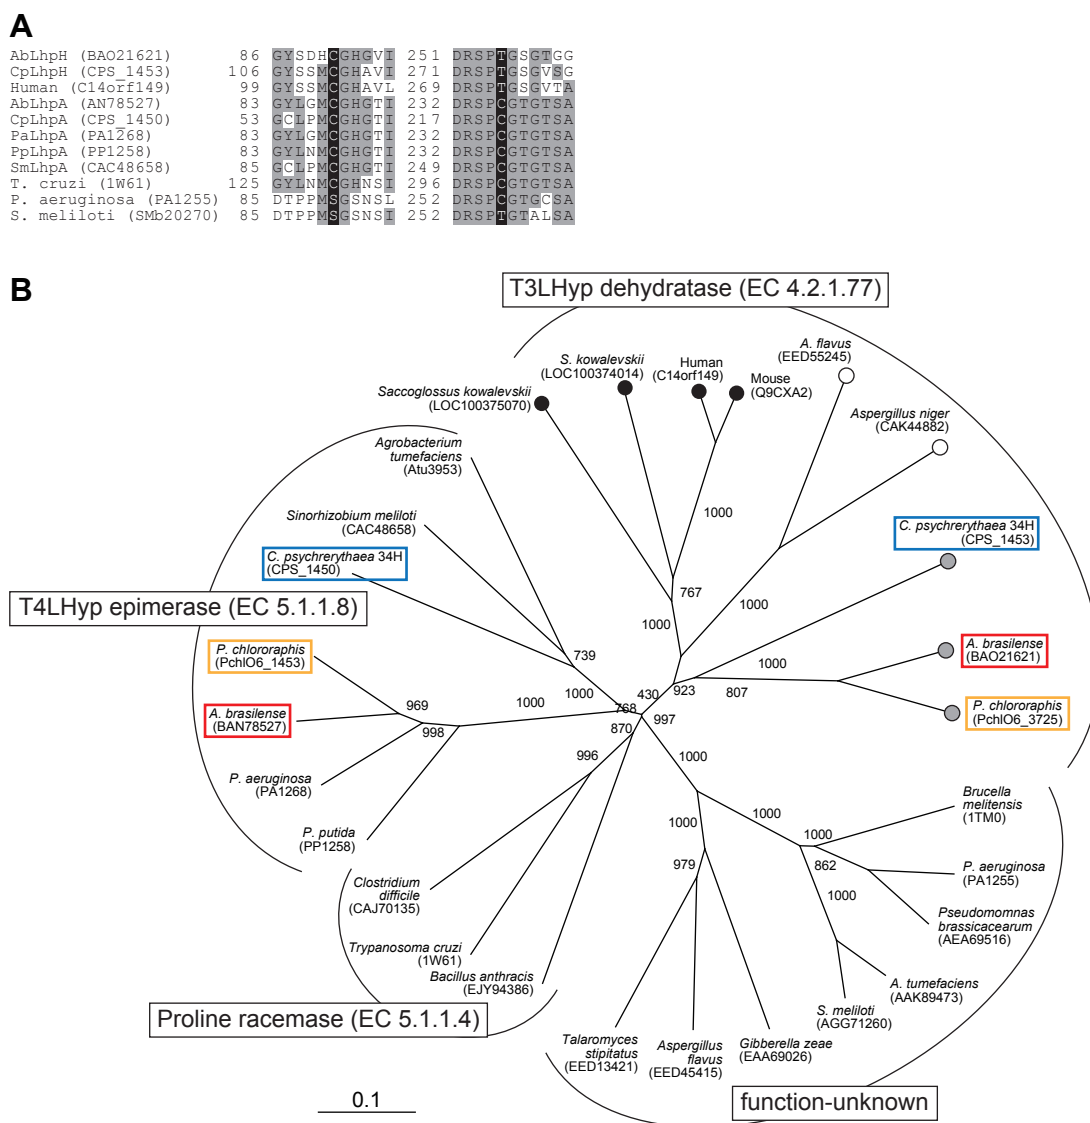 A
AbLhpH (BAO21621) 86 GYSDHCGHGVI 251 DRSPTGSGTGG
CpLhpH (CPS_1453) 106 GYSSMCGHAVI 271 DRSPTGSGVSG
Human (C14orf149) 99 GYSSMCGHAVL 269 DRSPTGSGVTA
AbLhpA (AN78527) 83 GYLGMCGHGTI 232 DRSPCGTGTSA
CpLhpA (CPS_1450) 53 GCLPMCGHGTI 217 DRSPCGTGTSA
PaLhpA (PA1268) 83 GYLGMCGHGTI 232 DRSPCGTGTSA
PpLhpA (PP1258) 83 GYLNMCGHGTI 232 DRSPCGTGTSA
SmLhpA (CAC48658) 85 GCLPMCGHGTI 249 DRSPCGTGTSA
T. cruzi (1W61) 125 GYLNMCGHNSI 296 DRSPCGTGTSA
P. aeruginosa (PA1255) 85 DTPPMSGSNSL 252 DRSPCGTGCSA
S. meliloti (SMb20270) 85 DTPPMSGSNSI 252 DRSPTGTALSA
B
T3LHyp dehydratase (EC 4.2.1.77)
A. flavus
(EED55245)
S. kowalevskii
(LOC100374014)
Human
(C14orf149)
Mouse
(Q9CXA2)
Saccoglossus kowalevskii
(LOC100375070)
Aspergillus niger
(CAK44882)
Agrobacterium
tumefaciens
(Atu3953)
Sinorhizobium meliloti
(CAC48658)
1000
C. psychrerythaea 34H
(CPS_1453)
C. psychrerythaea 34H
(CPS_1450)
T4LHyp epimerase (EC 5.1.1.8)
767
1000
1000
P. chlororaphis
(PchlO6_1453)
739
1000
A. brasilense
(BAO21621)
A. brasilense
(BAN78527)
969
998
1000
1000
768
430
923
807
P. chlororaphis
(PchlO6_3725)
870
997
996
1000
P. aeruginosa
(PA1268)
P. putida
(PP1258)
Brucella
melitensis
(1TM0)
1000
1000
1000
862
979
1000
P. aeruginosa
(PA1255)
Clostridium
difficile
(CAJ70135)
Pseudomomnas
brassicacearum
(AEA69516)
Trypanosoma cruzi
(1W61)
Bacillus anthracis
(EJY94386)
A. tumefaciens
(AAK89473)
S. meliloti
(AGG71260)
Proline racemase (EC 5.1.1.4)
Talaromyces
stipitatus
(EED13421)
Aspergillus
flavus
(EED45415)
Gibberella zeae
(EAA69026)
0.1
function-unknown